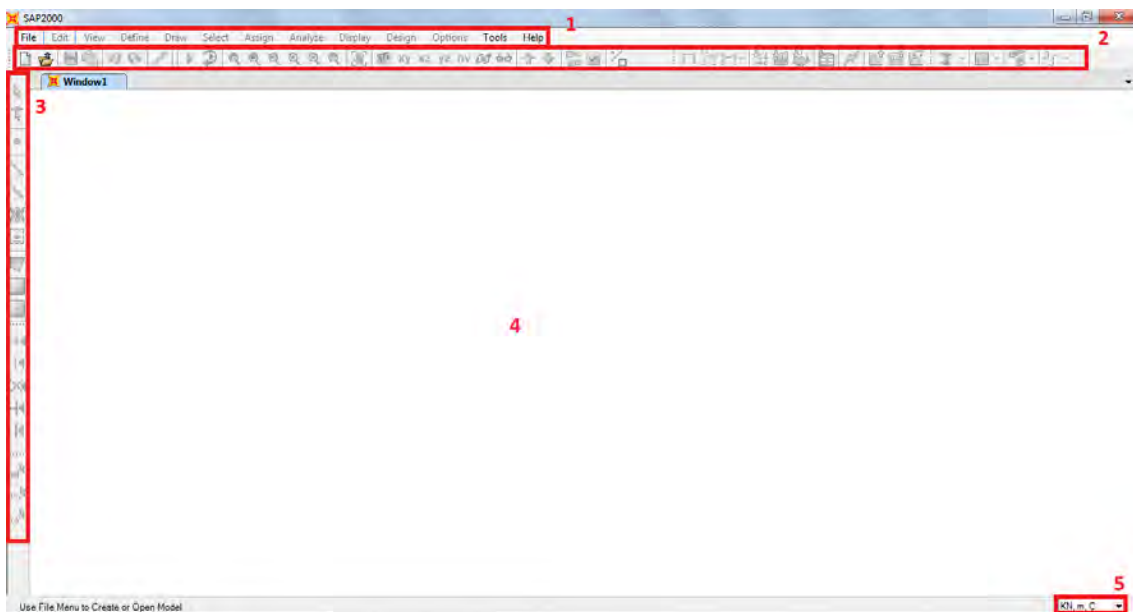 SAP2000
File Edit View Define Draw Select Assign Analyze Display Design Options Tools Help 1
2
xy xz yz nv
Window1
3
4
5
Use File Menu to Create or Open Model KN, m, C